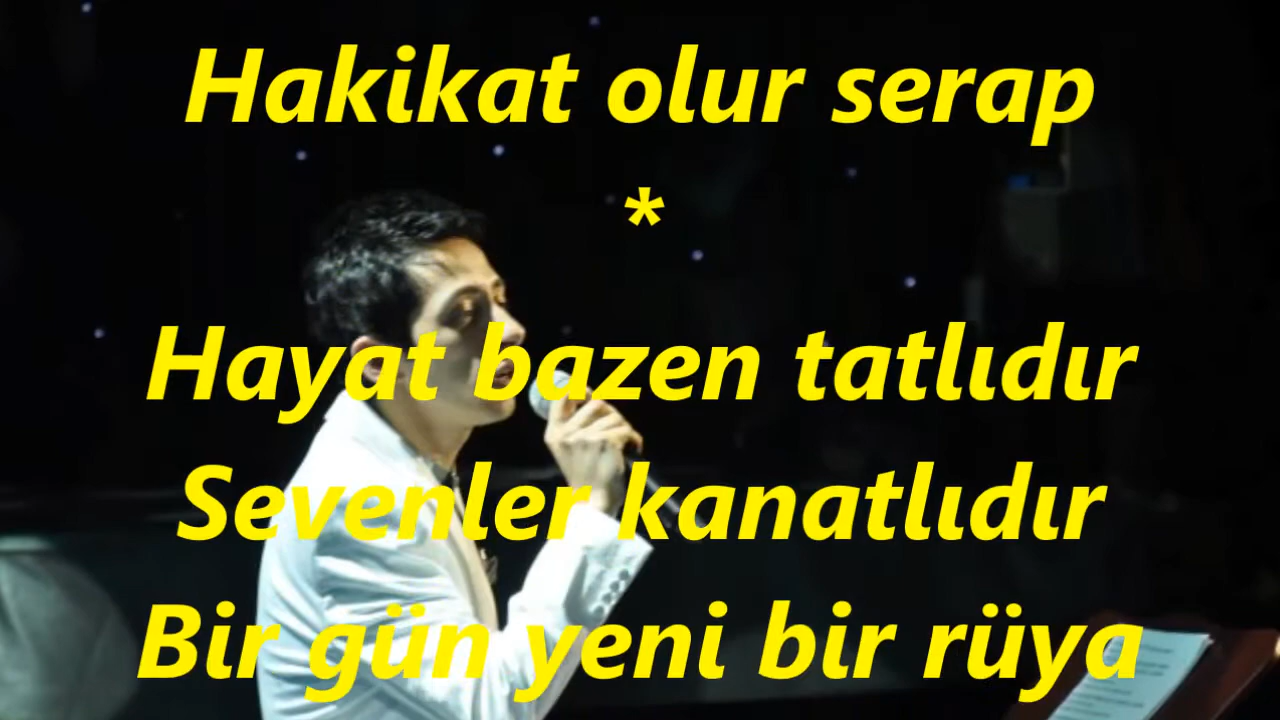 Hakikat olur serap
*
Hayat bazen tatlıdır
Sevenler kanatlıdır
Bir gün yeni bir rüya